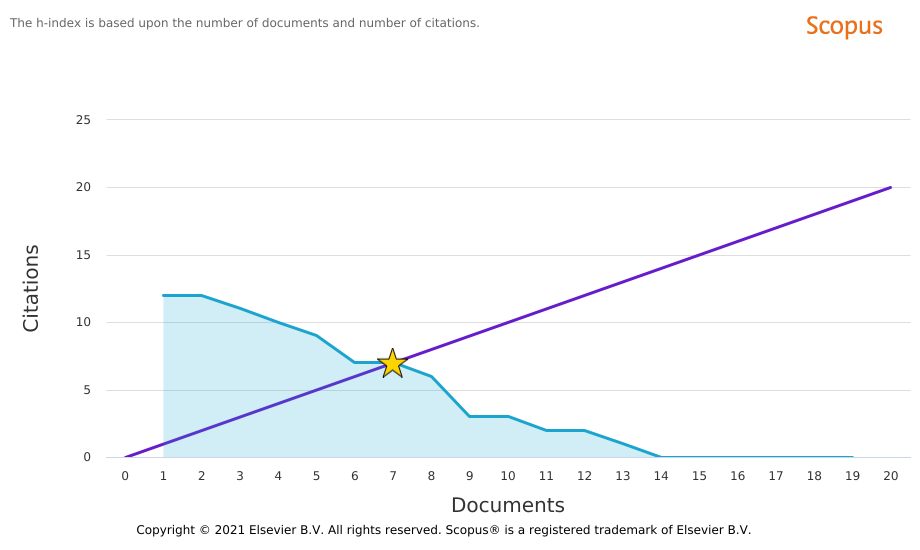 The h-index is based upon the number of documents and number of citations.
Scopus
25
20
15
10
5
0
Citations
0 1 2 3 4 5 6 7 8 9 10 11 12 13 14 15 16 17 18 19 20
Documents
Copyright © 2021 Elsevier B.V. All rights reserved. Scopus® is a registered trademark of Elsevier B.V.